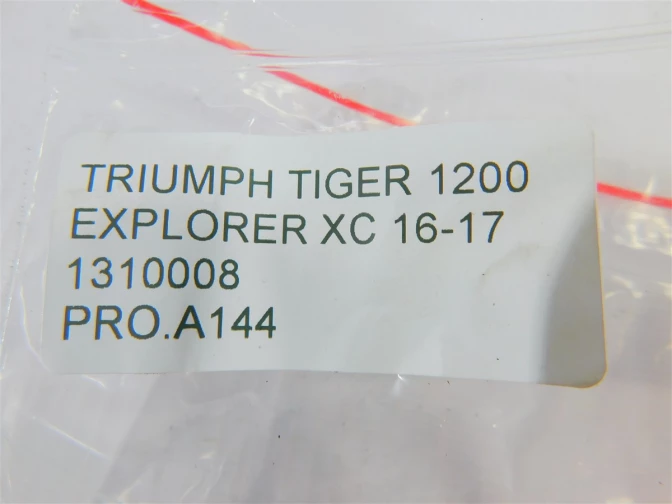 TRIUMPH TIGER 1200
EXPLORER XC 16-17
1310008
PRO.A144